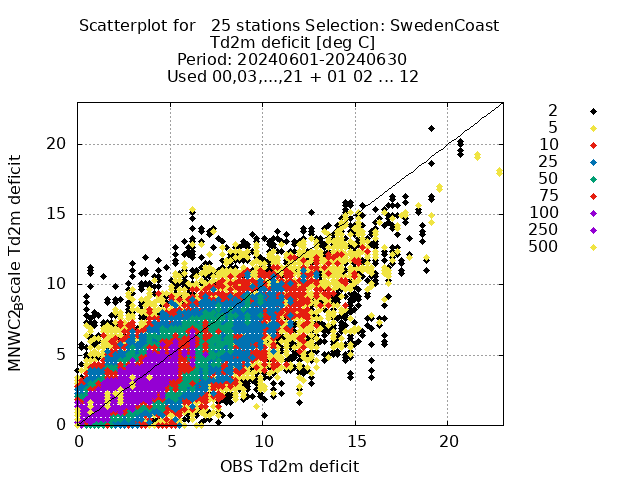 Scatterplot for   25 stations Selection: SwedenCoast
Td2m deficit [deg C]
Period: 20240601-20240630
Used 00,03,...,21 + 01 02 ... 12
MNWC2.8scale Td2m deficit
20
15
10
5
0
0 5 10 15 20
OBS Td2m deficit
2
5
10
25
50
75
100
250
500